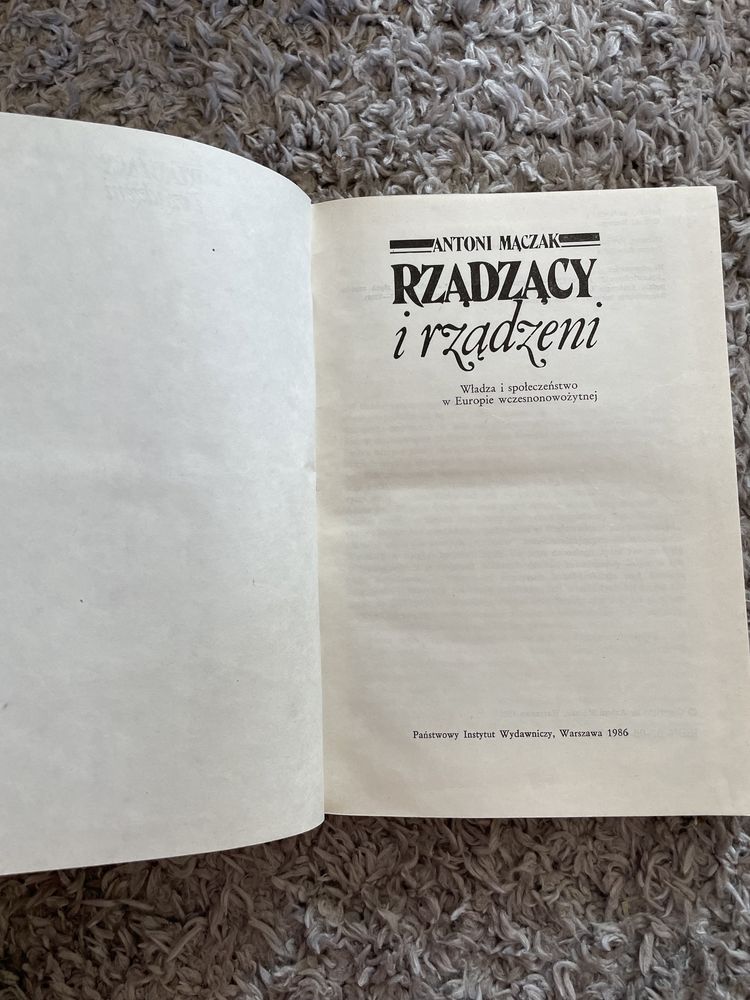 ANTONI MĄCZAK
RZĄDZĄCY
i rządzeni
Władza i społeczeństwo
w Europie wczesnonowożytnej
Państwowy Instytut Wydawniczy, Warszawa 1986